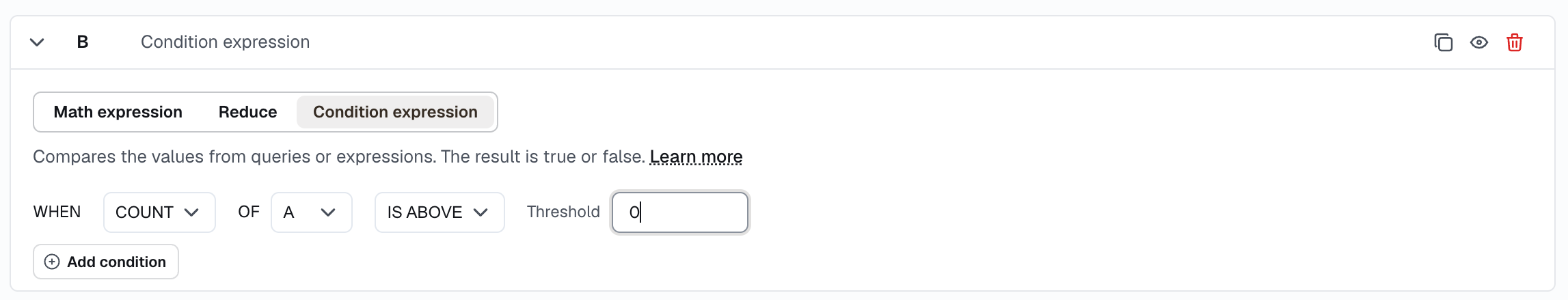 B Condition expression
Math expression Reduce Condition expression
Compares the values from queries or expressions. The result is true or false. Learn more
WHEN COUNT OF A IS ABOVE Threshold 0
Add condition